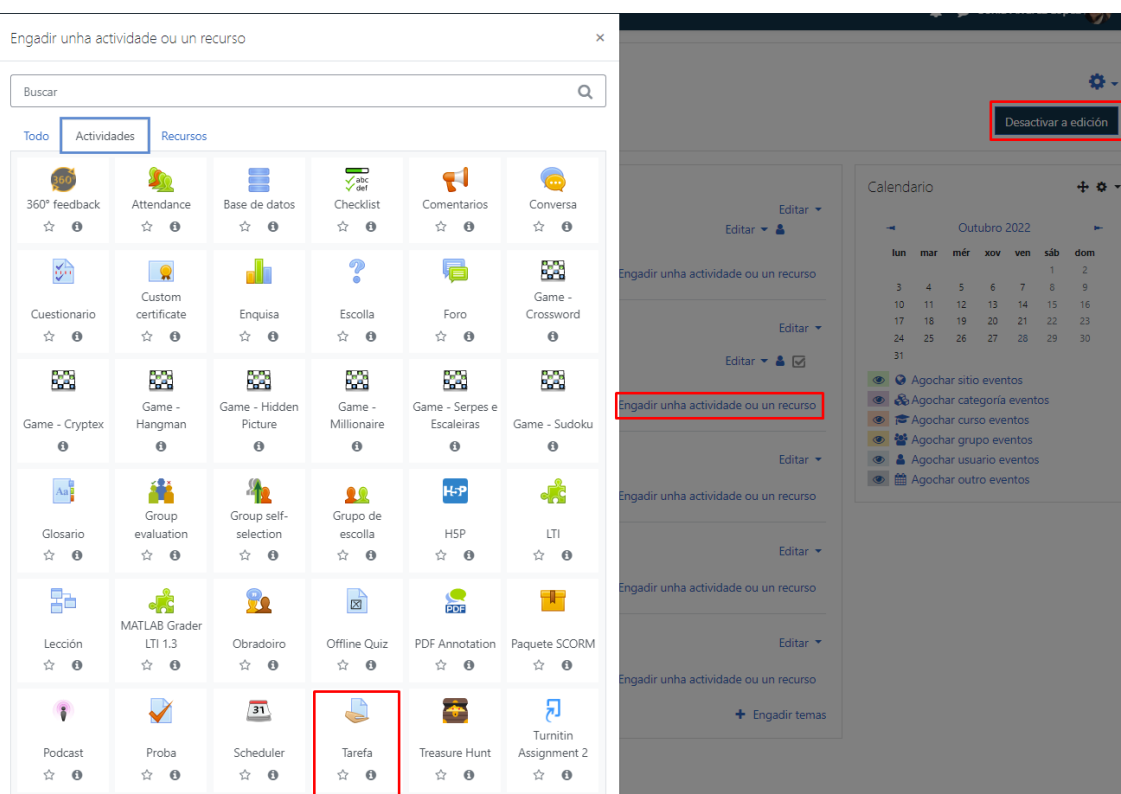 Engadir unha actividade ou un recurso
×
Buscar
Todo Actividades Recursos
360° feedback Attendance Base de datos Checklist Comentarios Conversa
Cuestionario Custom certificate Enquisa Escolla Foro Game - Crossword
Game - Cryptex Game - Hangman Game - Hidden Picture Game - Millionaire Game - Serpes e Escaleiras Game - Sudoku
Glosario Group evaluation Group self-selection Grupo de escolla H5P LTI
Lección MATLAB Grader LTI 1.3 Obradoiro Offline Quiz PDF Annotation Paquete SCORM
Podcast Proba Scheduler Tarefa Treasure Hunt Turnitin Assignment 2
Desactivar a edición
Editar
Editar
Engadir unha actividade ou un recurso
Editar
Editar
Engadir unha actividade ou un recurso
Editar
Engadir unha actividade ou un recurso
Editar
Engadir unha actividade ou un recurso
Editar
Engadir unha actividade ou un recurso
Engadir temas
Calendario
Outubro 2022
lun mar mér xov ven sáb dom
1 2
3 4 5 6 7 8 9
10 11 12 13 14 15 16
17 18 19 20 21 22 23
24 25 26 27 28 29 30
31
Agochar sitio eventos
Agochar categoría eventos
Agochar curso eventos
Agochar grupo eventos
Agochar usuario eventos
Agochar outro eventos